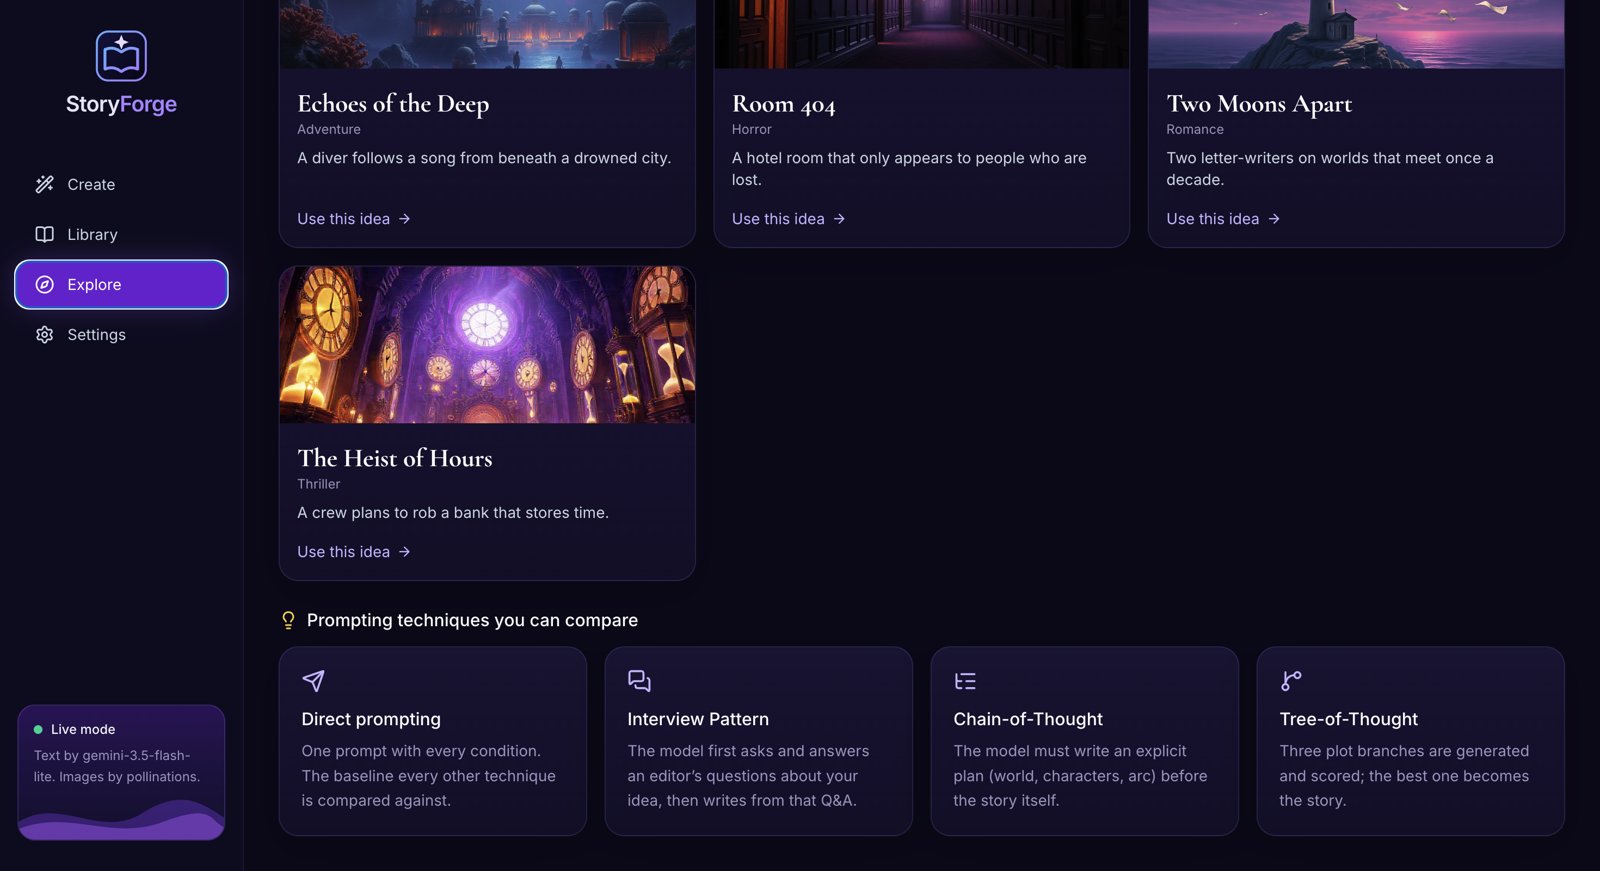 StoryForge
Create
Library
Explore
Settings
Live mode
Text by gemini-3.5-flash-
lite. Images by pollinations.
Echoes of the Deep
Adventure
A diver follows a song from beneath a drowned city.
Use this idea →
Room 404
Horror
A hotel room that only appears to people who are
lost.
Use this idea →
Two Moons Apart
Romance
Two letter-writers on worlds that meet once a
decade.
Use this idea →
The Heist of Hours
Thriller
A crew plans to rob a bank that stores time.
Use this idea →
Prompting techniques you can compare
Direct prompting
One prompt with every condition.
The baseline every other technique
is compared against.
Interview Pattern
The model first asks and answers
an editor’s questions about your
idea, then writes from that Q&A.
Chain-of-Thought
The model must write an explicit
plan (world, characters, arc) before
the story itself.
Tree-of-Thought
Three plot branches are generated
and scored; the best one becomes
the story.